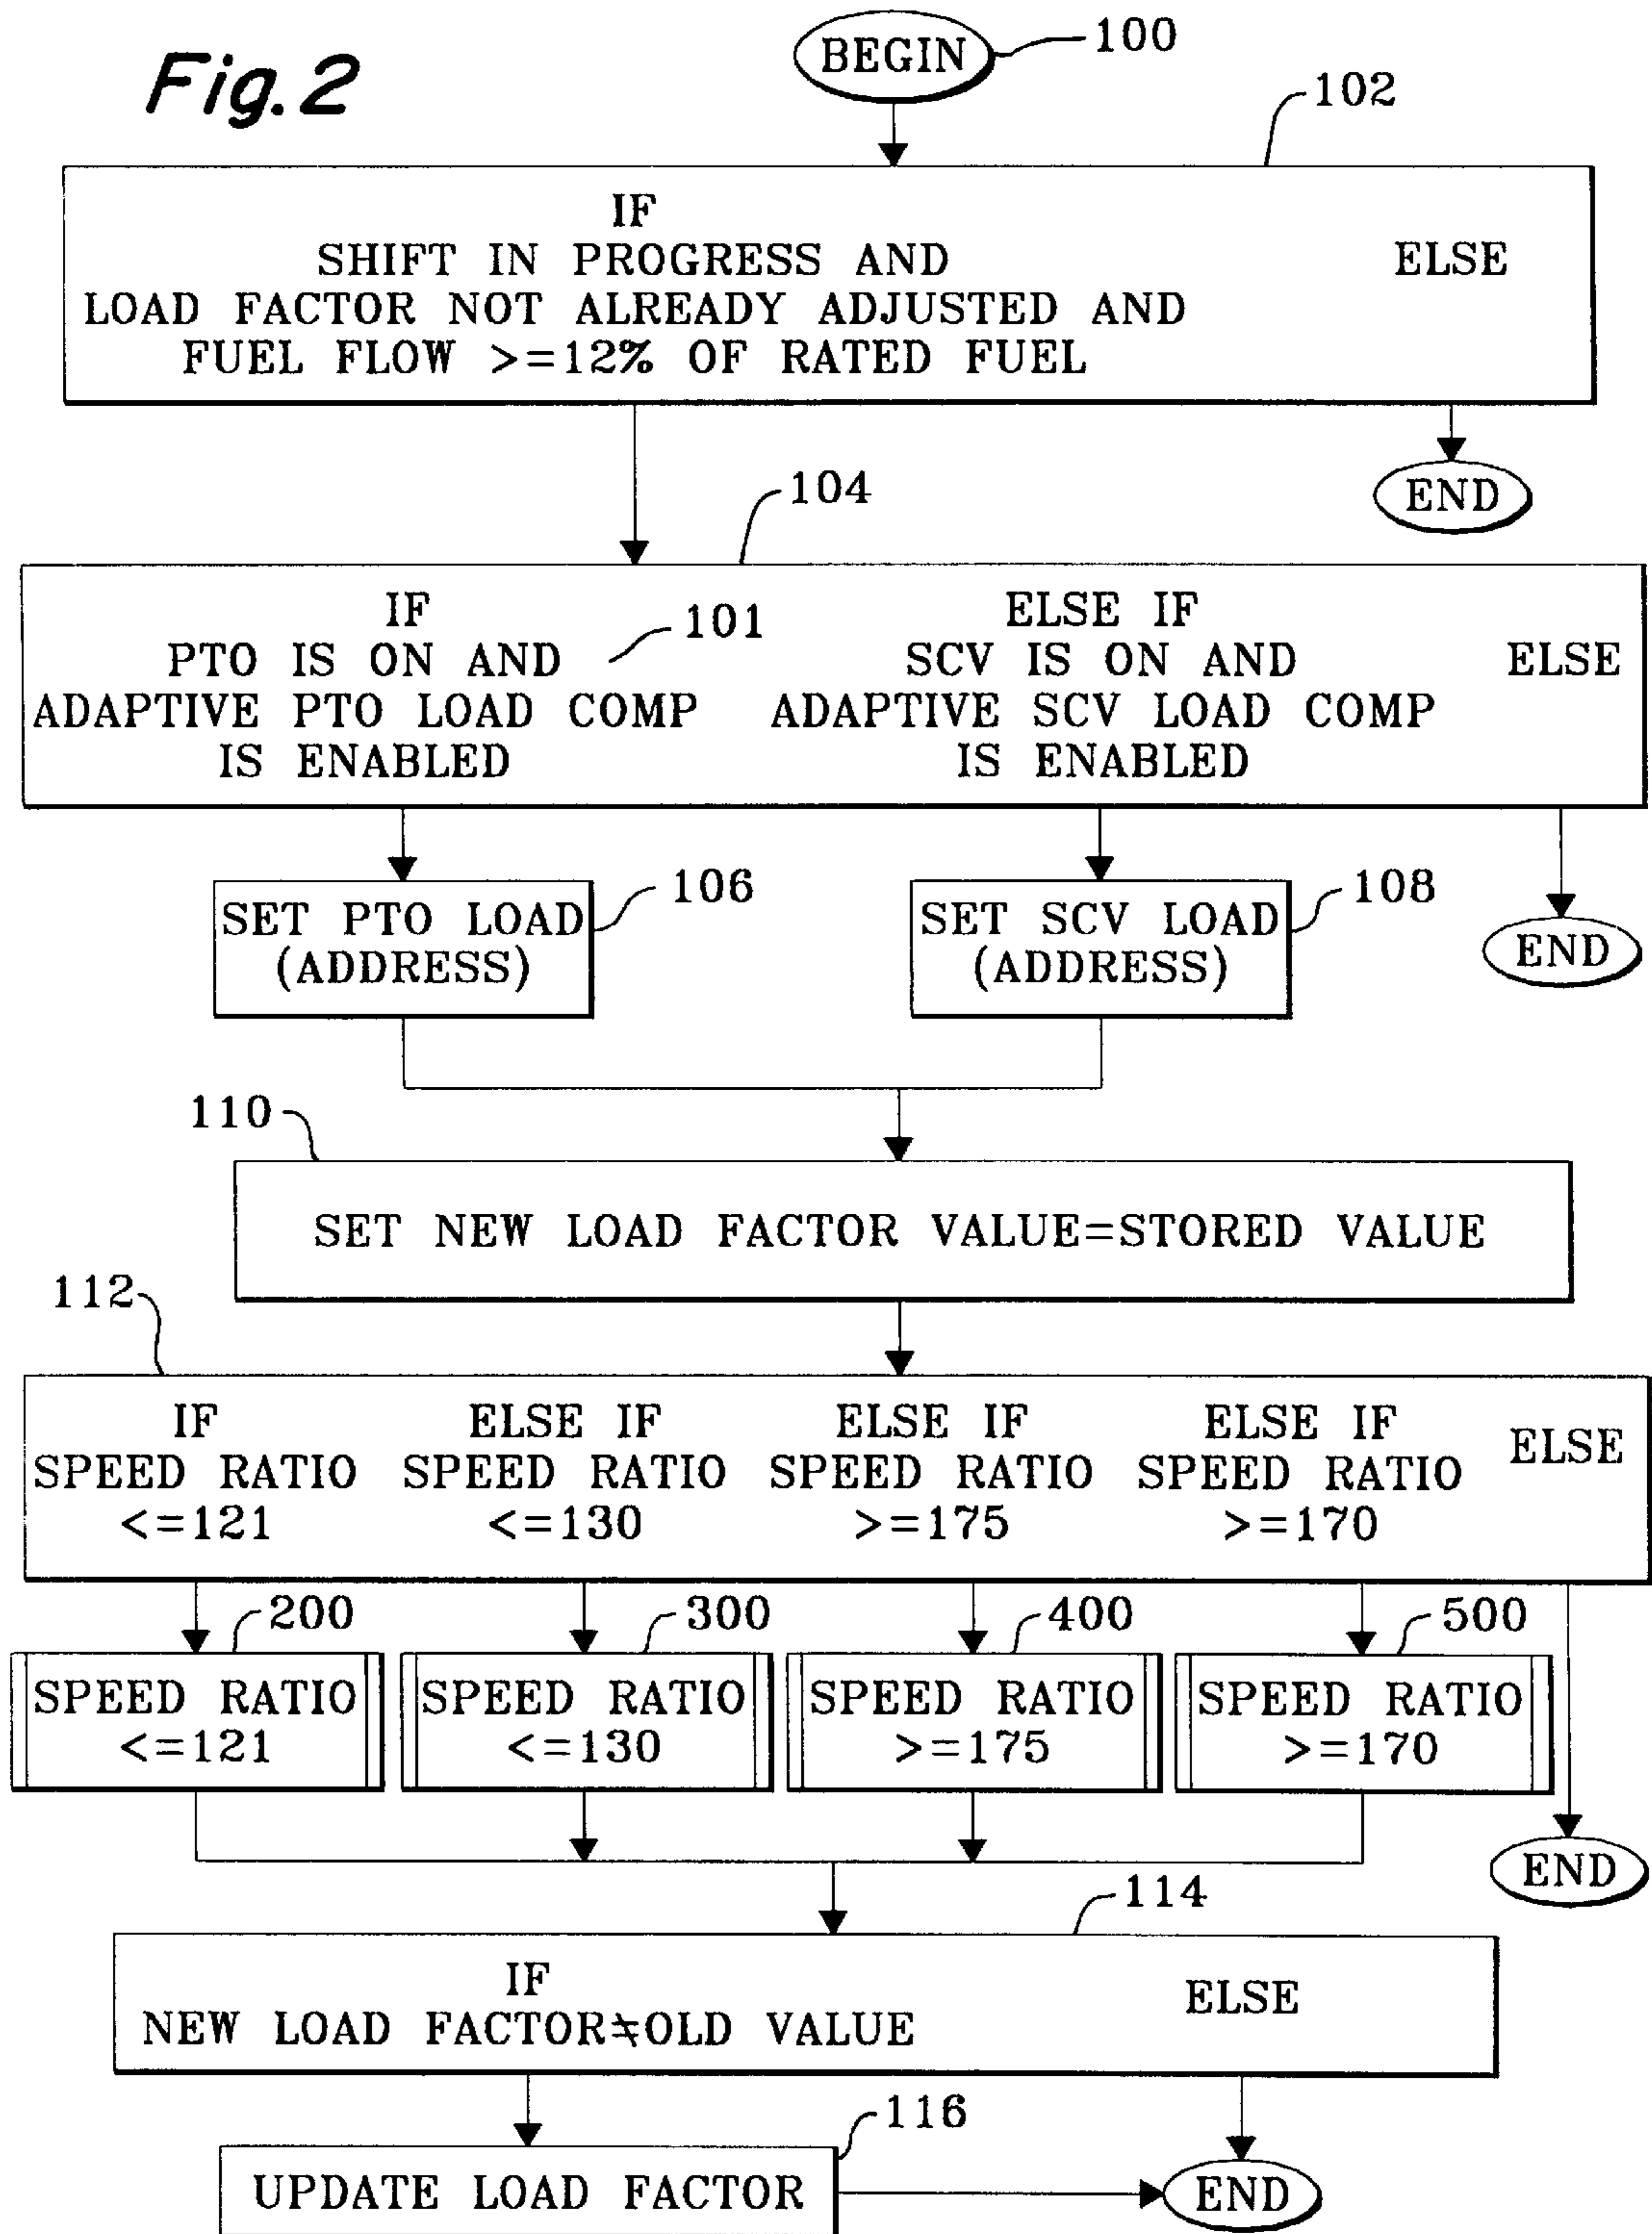 Fig. 2
BEGIN
100
102
IF
SHIFT IN PROGRESS AND
LOAD FACTOR NOT ALREADY ADJUSTED AND
FUEL FLOW >=12% OF RATED FUEL
ELSE
END
104
IF
PTO IS ON AND
ADAPTIVE PTO LOAD COMP
IS ENABLED
101
ELSE IF
SCV IS ON AND
ADAPTIVE SCV LOAD COMP
IS ENABLED
ELSE
SET PTO LOAD
(ADDRESS)
106
SET SCV LOAD
(ADDRESS)
108
END
110
SET NEW LOAD FACTOR VALUE=STORED VALUE
112
IF
SPEED RATIO
<=121
ELSE IF
SPEED RATIO
<=130
ELSE IF
SPEED RATIO
>=175
ELSE IF
SPEED RATIO
>=170
ELSE
200
SPEED RATIO
<=121
300
SPEED RATIO
<=130
400
SPEED RATIO
>=175
500
SPEED RATIO
>=170
END
114
IF
NEW LOAD FACTOR≠OLD VALUE
ELSE
116
UPDATE LOAD FACTOR
END